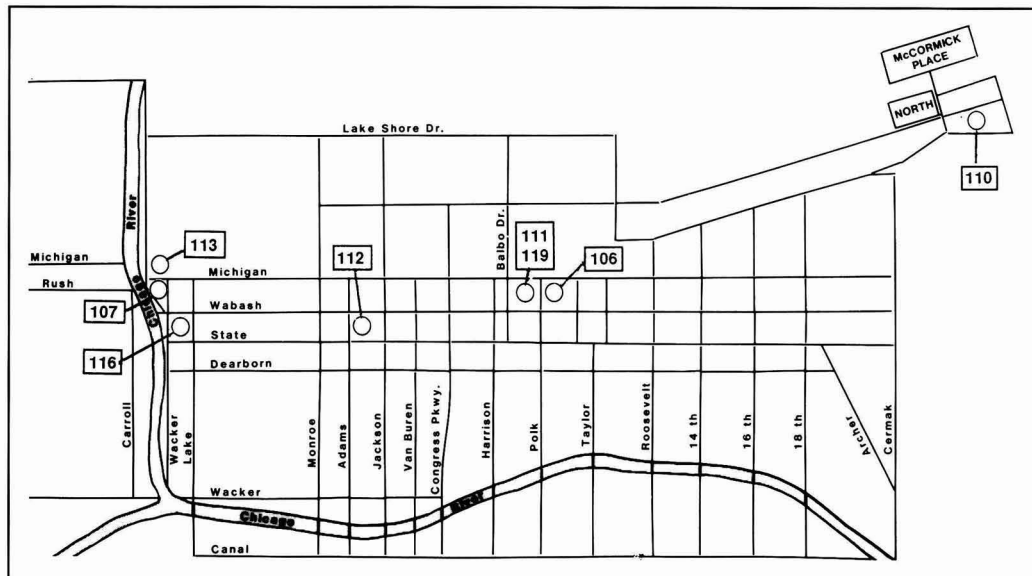 McCORMICK
PLACE
NORTH
110
Lake Shore Dr.
River
Chicago
Balbo Dr.
111
119
106
113
112
Michigan
Michigan
Rush
107
Wabash
116
State
Dearborn
Carroll
Wacker
Lake
Monroe
Adams
Jackson
Van Buren
Congress Pkwy.
Harrison
Polk
Taylor
Roosevelt
14 th
16 th
18 th
Archer
Cermak
Wacker
Chicago
River
Canal